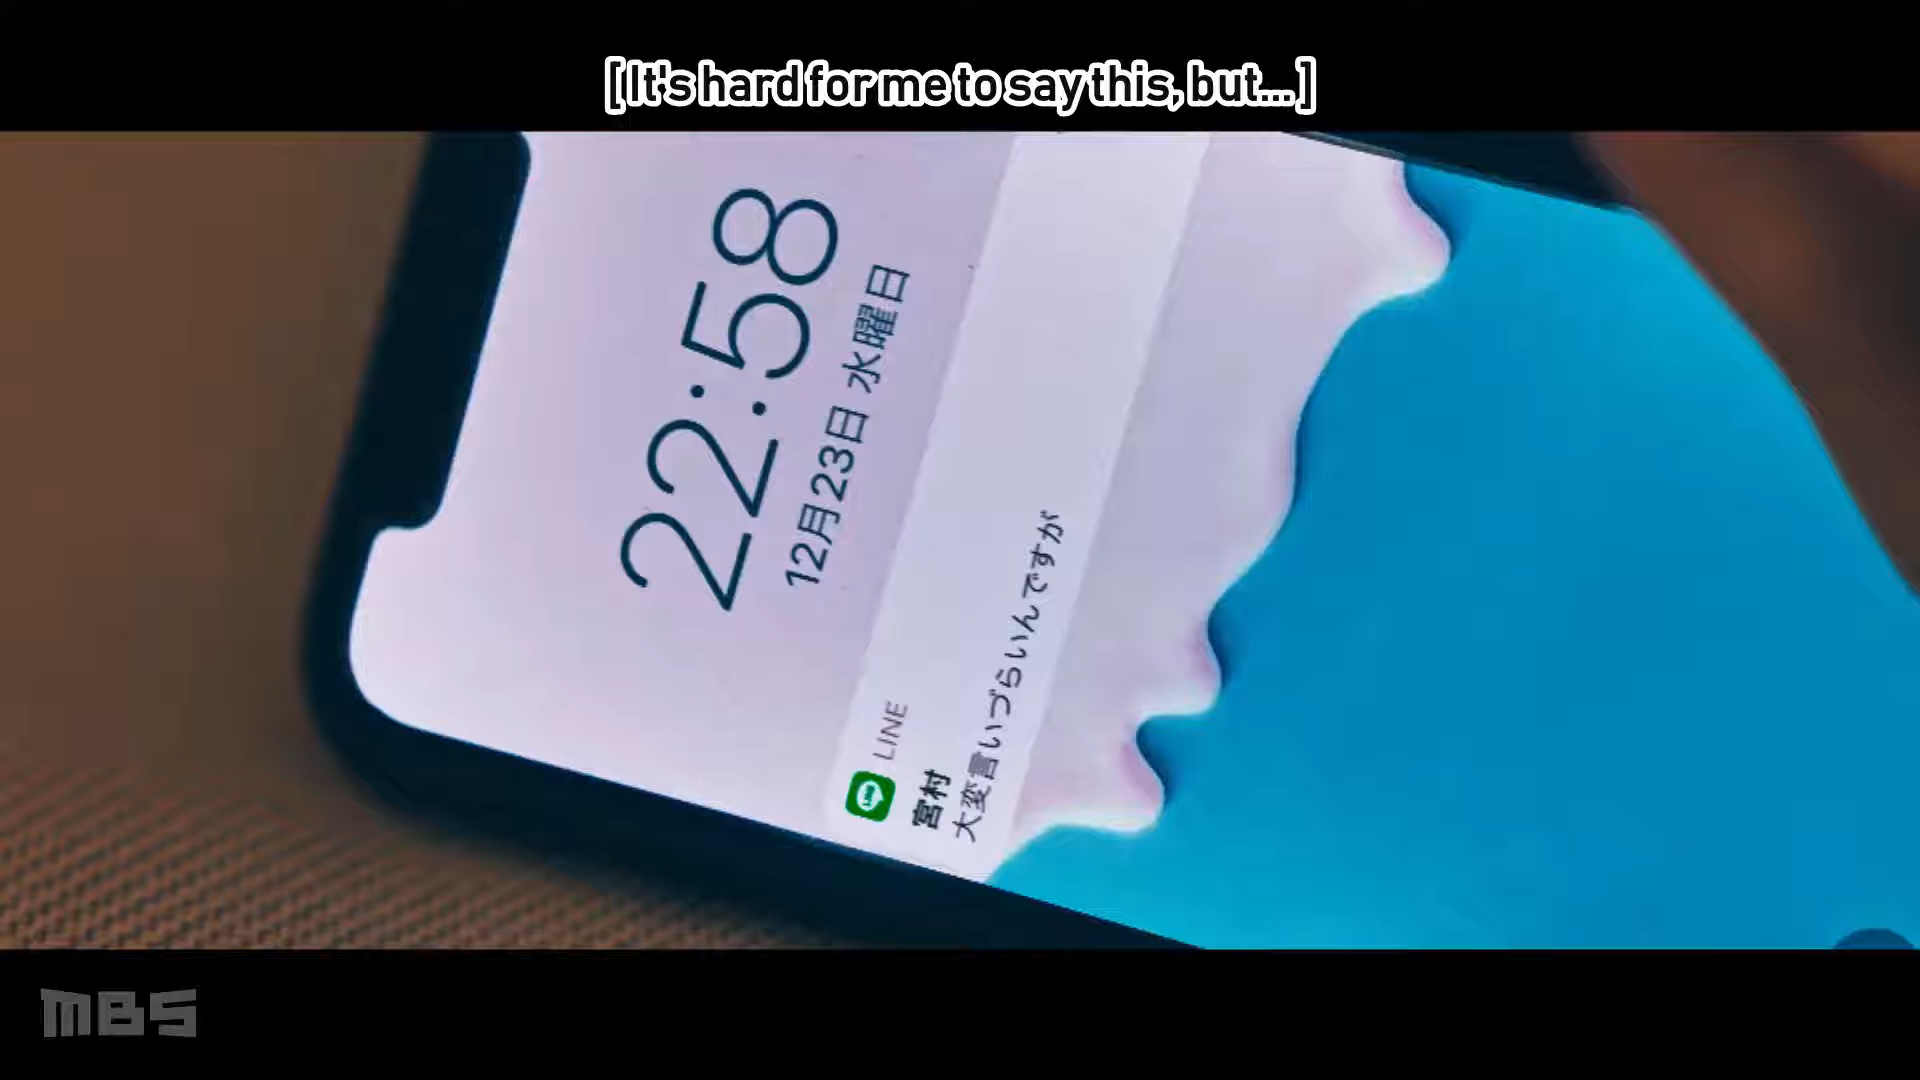 [It's hard for me to say this, but...]
22:58
12月23日 水曜日
LINE
宮村
大変言いづらいんですが
MBS